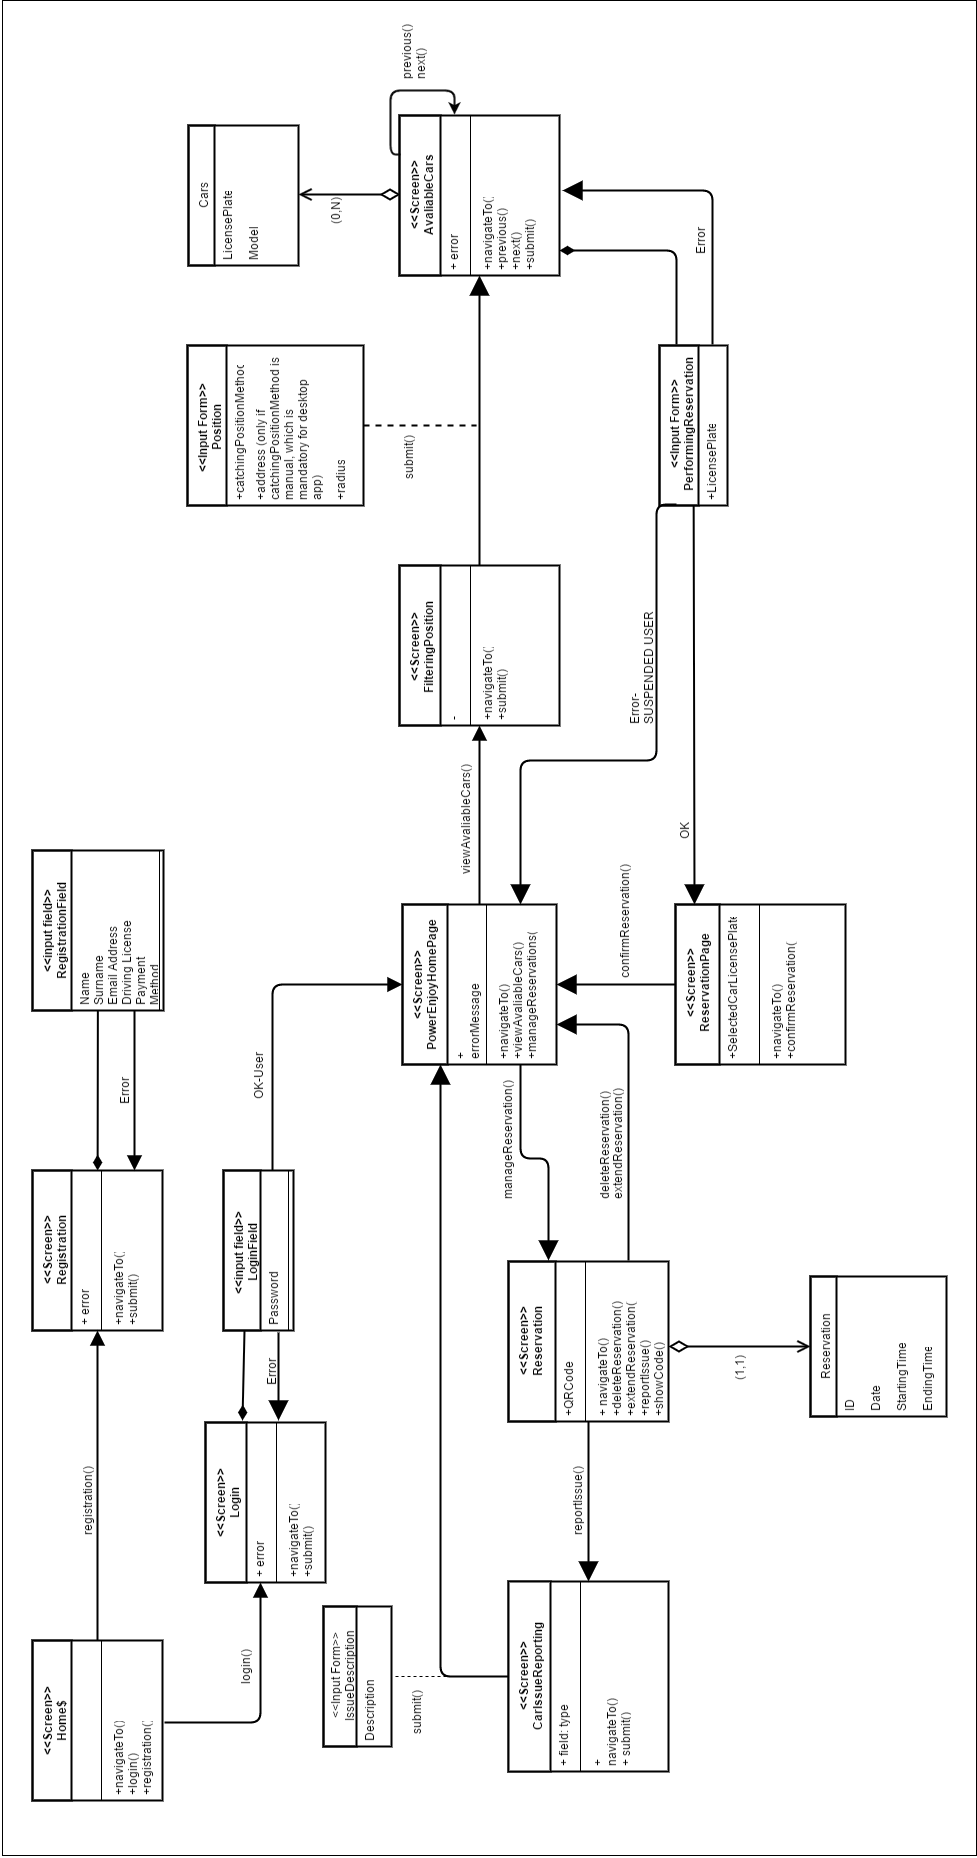 <<Screen>>
Home$
+navigateTo()
+login()
+registration(
registration()
login()
<<Screen>>
Registration
+ error
+navigateTo(
+submit()
Error
<<input field>>
RegistrationField
Name
Surname
Email Address
Driving License
Payment
Method
<<Screen>>
Login
+ error
+navigateTo(
+submit()
Error
<<input field>>
LoginField
Password
OK-User
<<Input Form>>
IssueDescription
Description
submit()
<<Screen>>
CarIssueReporting
+ field: type
+
navigateTo()
+ submit()
reportIssue()
<<Screen>>
Reservation
+QRCode
+ navigateTo()
+deleteReservation()
+extendReservation(
+reportIssue()
+showCode()
(1,1)
Reservation
ID
Date
StartingTime
EndingTime
manageReservation()
deleteReservation()
extendReservation()
<<Screen>>
PowerEnjoyHomePage
+
errorMessage
+navigateTo()
+viewAvaliableCars()
+manageReservations(
confirmReservation()
<<Screen>>
ReservationPage
+SelectedCarLicensePlate
+navigateTo()
+confirmReservation(
viewAvaliableCars()
OK
Error-
SUSPENDED USER
<<Screen>>
FilteringPosition
-
+navigateTo(
+submit()
<<Input Form>>
Position
+catchingPositionMethod
+address (only if
catchingPositionMethod is
manual, which is
mandatory for desktop
app)
+radius
submit()
<<Input Form>>
PerformingReservation
+LicensePlate
Error
<<Screen>>
AvaliableCars
+ error
+navigateTo(
+previous()
+next()
+submit()
previous()
next()
(0,N)
Cars
LicensePlate
Model